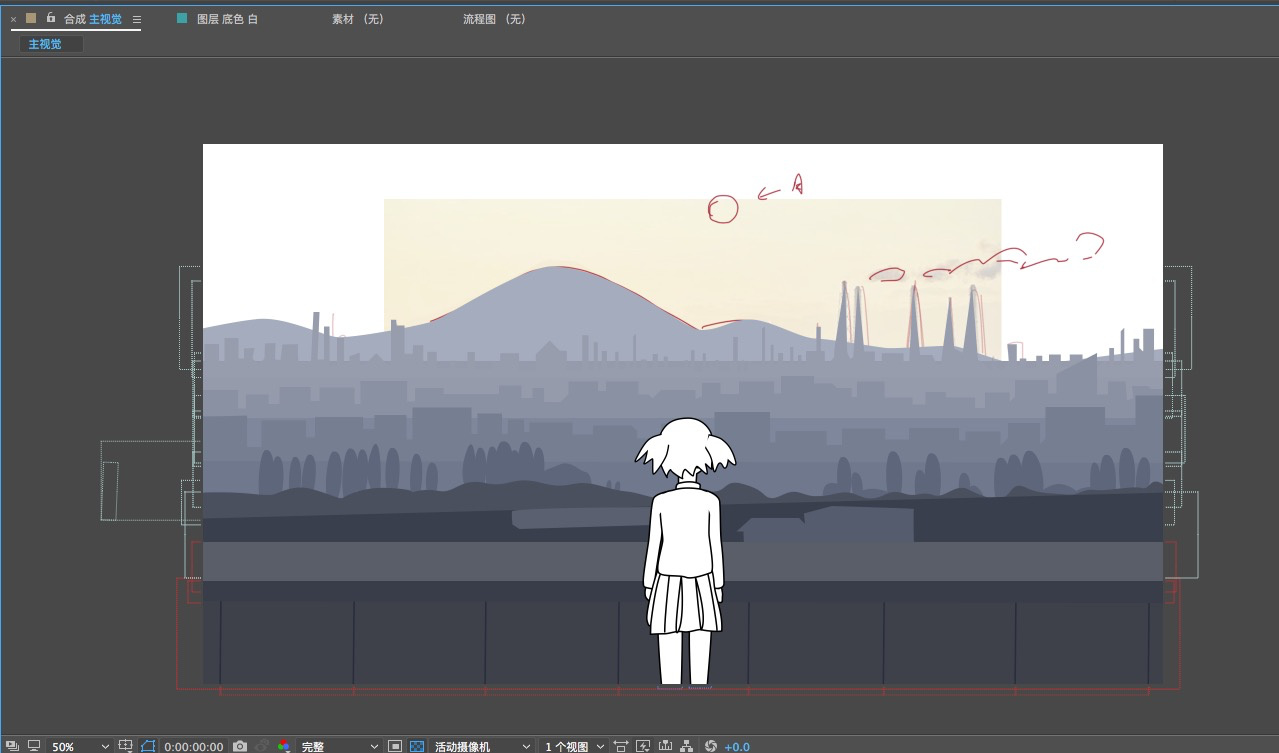 × 合成 主视觉 ≡ 图层 底色 白 素材 (无) 流程图 (无)
主视觉
A
50% 0:00:00:00 完整 活动摄像机 1 个视图 +0.0